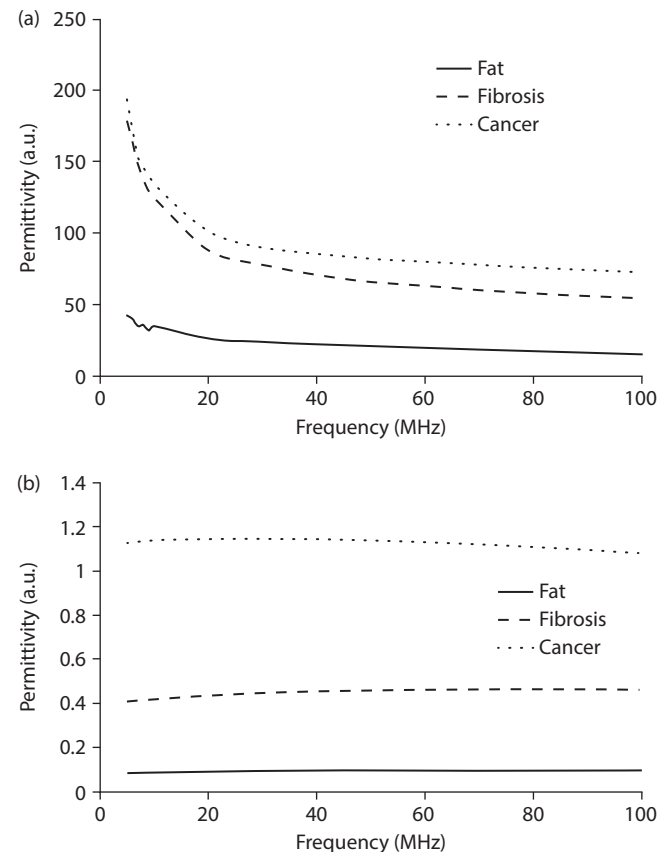 (a)
250
200
150
100
50
0
Permittivity (a.u.)
Fat
Fibrosis
Cancer
0 20 40 60 80 100
Frequency (MHz)
(b)
1.4
1.2
1
0.8
0.6
0.4
0.2
0
Permittivity (a.u.)
Fat
Fibrosis
Cancer
0 20 40 60 80 100
Frequency (MHz)